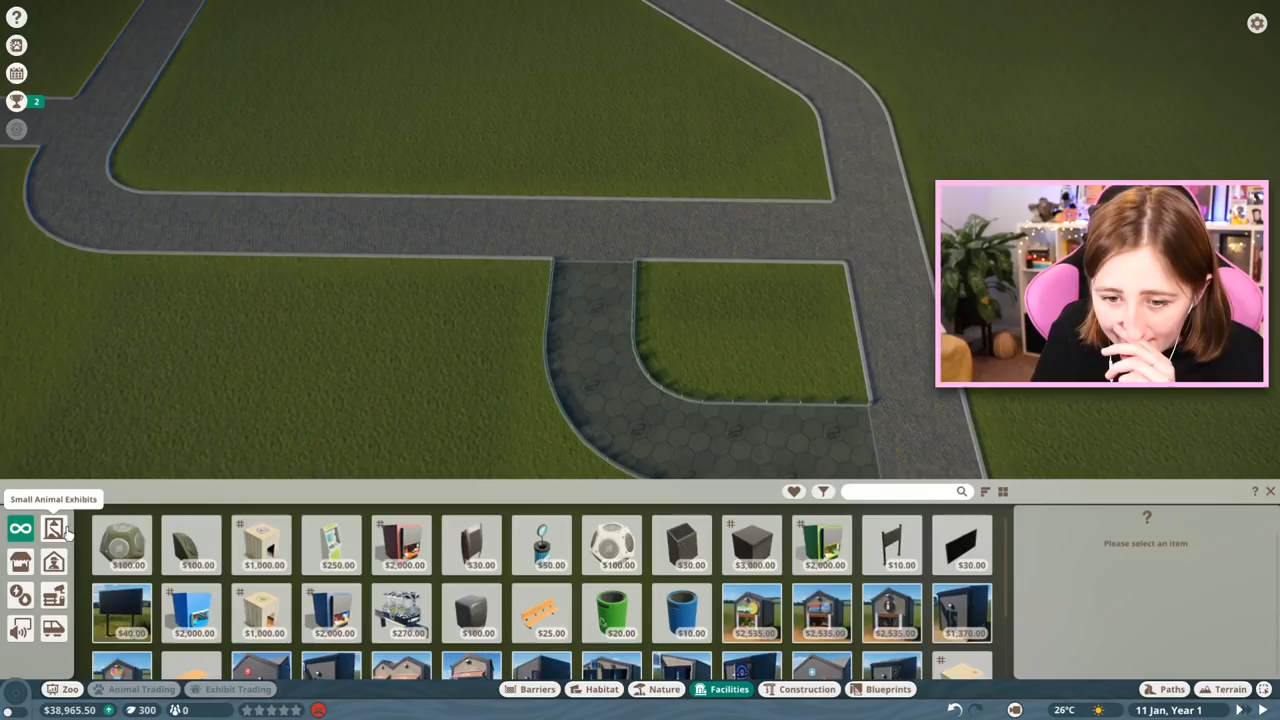 2
Small Animal Exhibits
? ×
?
Please select an item
$100.00 $100.00 $1,000.00 $250.00 $2,000.00 $30.00 $50.00 $100.00 $30.00 $3,000.00 $2,000.00 $10.00 $30.00
$40.00 $2,000.00 $1,000.00 $2,000.00 $270.00 $100.00 $25.00 $20.00 $10.00 $2,535.00 $2,535.00 $2,535.00 $1,370.00
Zoo Animal Trading Exhibit Trading Barriers Habitat Nature Facilities Construction Blueprints Paths Terrain
$38,965.50 300 0 26°C 11 Jan, Year 1